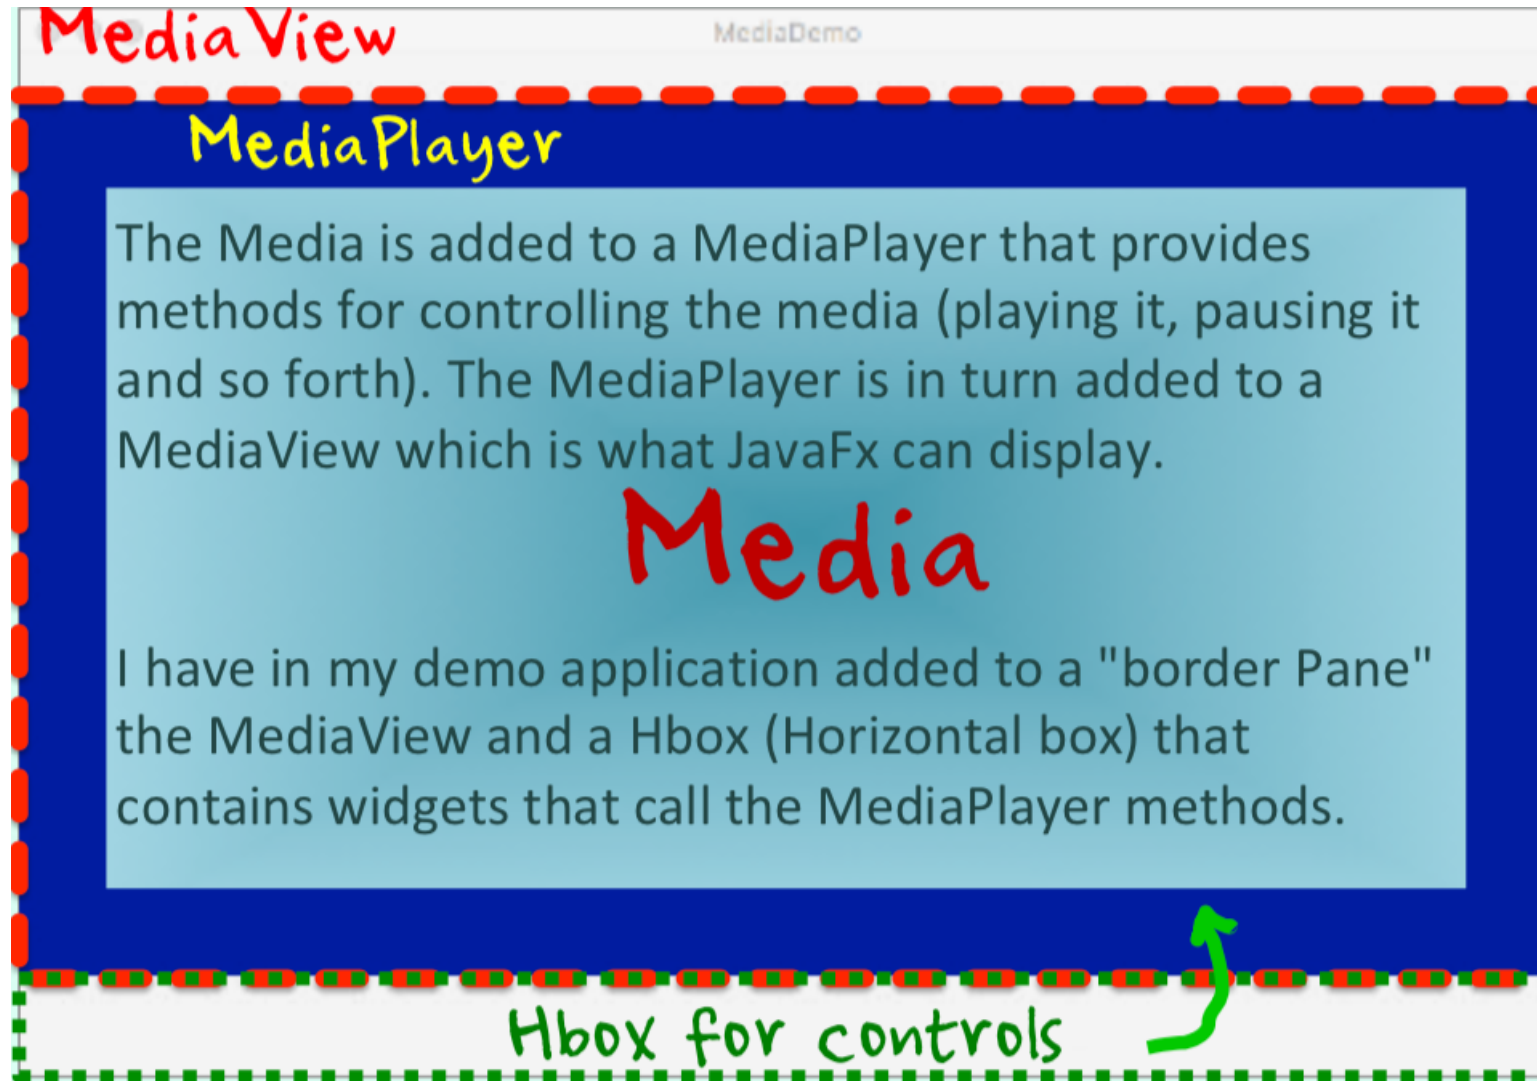 MediaView
MediaDemo
MediaPlayer
The Media is added to a MediaPlayer that provides
methods for controlling the media (playing it, pausing it
and so forth). The MediaPlayer is in turn added to a
MediaView which is what JavaFx can display.
Media
I have in my demo application added to a "border Pane"
the MediaView and a Hbox (Horizontal box) that
contains widgets that call the MediaPlayer methods.
Hbox for controls